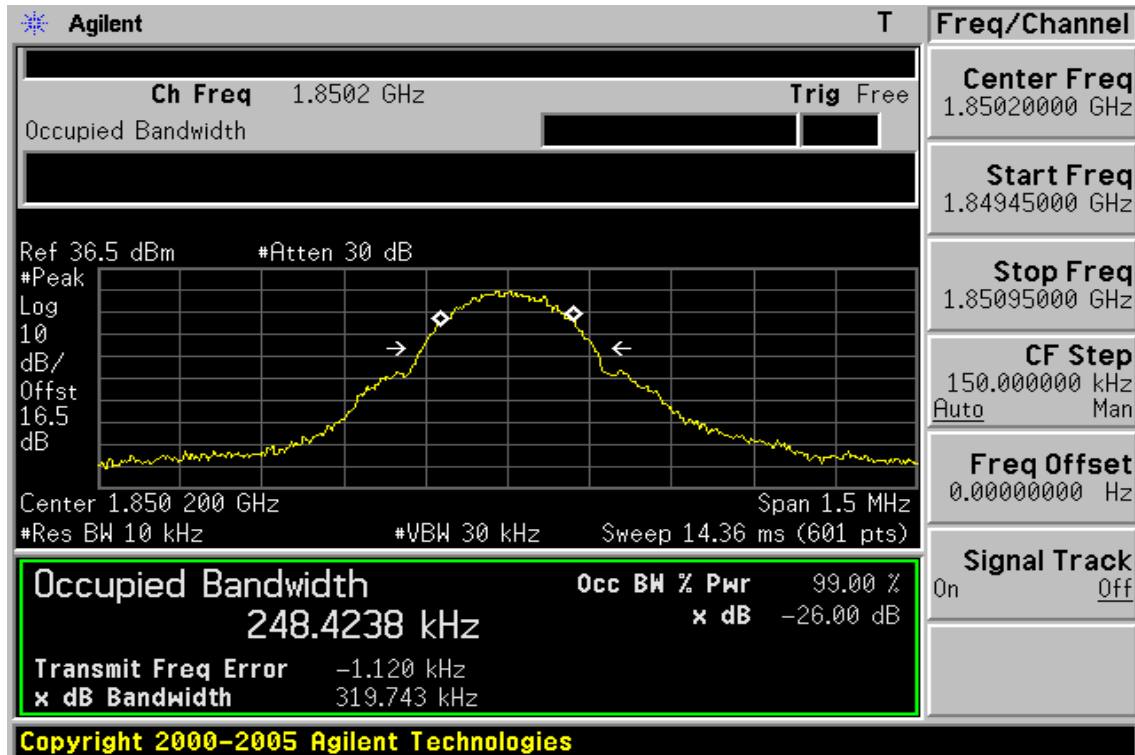 Agilent T
Ch Freq 1.8502 GHz Trig Free
Occupied Bandwidth
Ref 36.5 dBm #Atten 30 dB
#Peak
Log
10
dB/
Offst
16.5
dB
Center 1.850 200 GHz Span 1.5 MHz
#Res BW 10 kHz #VBW 30 kHz Sweep 14.36 ms (601 pts)
Occupied Bandwidth
248.4238 kHz
Occ BW % Pwr 99.00 %
x dB -26.00 dB
Transmit Freq Error -1.120 kHz
x dB Bandwidth 319.743 kHz
Copyright 2000-2005 Agilent Technologies
Freq/Channel
Center Freq
1.85020000 GHz
Start Freq
1.84945000 GHz
Stop Freq
1.85095000 GHz
CF Step
150.000000 kHz
Auto Man
Freq Offset
0.00000000 Hz
Signal Track
On Off